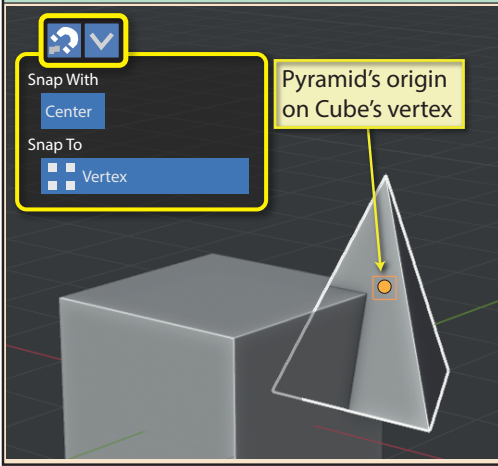 Snap With
Center
Snap To
Vertex
Pyramid's origin
on Cube's vertex